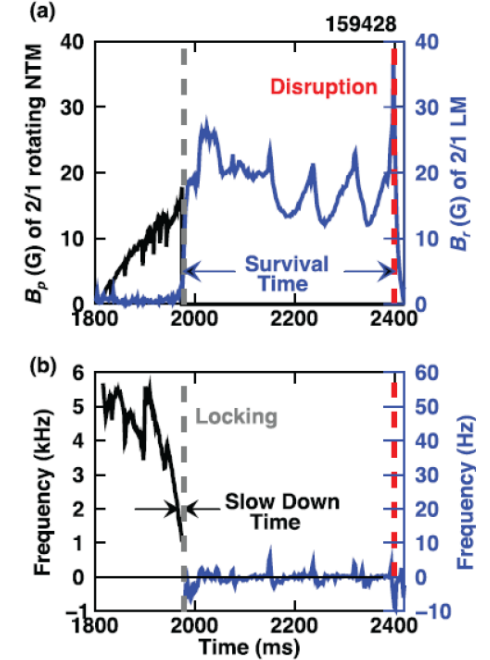 (a)
159428
40
30
20
10
0
Bp (G) of 2/1 rotating NTM
40
30
20
10
0
Br (G) of 2/1 LM
Disruption
Survival
Time
1800 2000 2200 2400
(b)
6
5
4
3
2
1
0
−1
Frequency (kHz)
60
50
40
30
20
10
0
−10
Frequency (Hz)
Locking
Slow Down
Time
1800 2000 2200 2400
Time (ms)